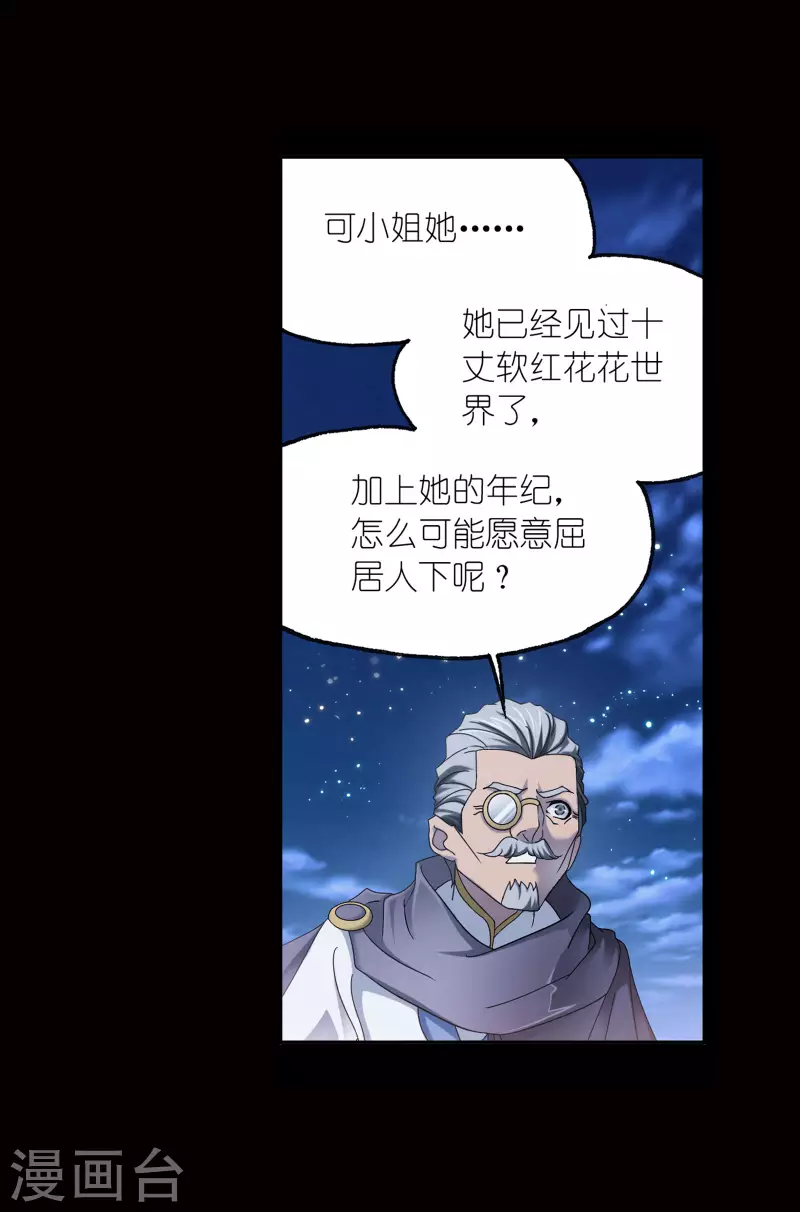 可小姐她……
她已经见过十
丈软红花花世
界了,
加上她的年纪,
怎么可能愿意屈
居人下呢?
漫画台